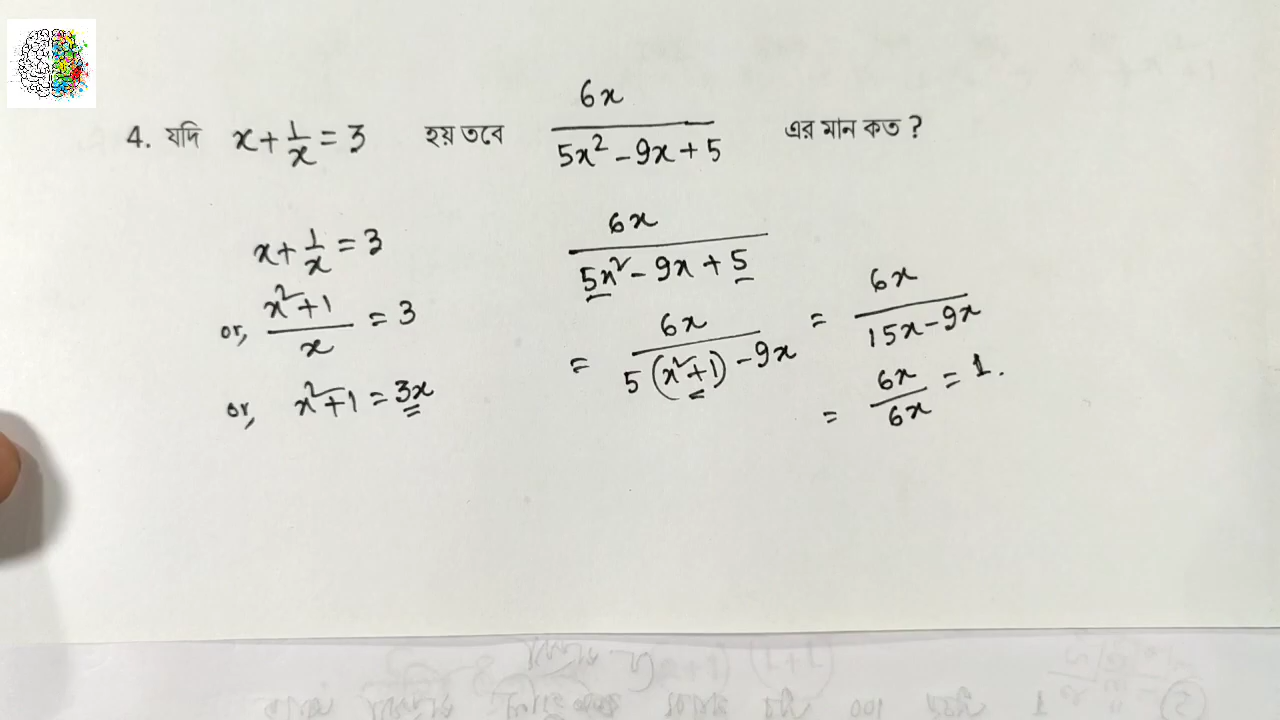 4. যদি x + 1/x = 3 হয় তবে 6x / (5x² - 9x + 5) এর মান কত ?
x + 1/x = 3
or, (x² + 1)/x = 3
or, x² + 1 = 3x
6x / (5x² - 9x + 5)
= 6x / (5(x² + 1) - 9x) = 6x / (15x - 9x)
= 6x/6x = 1.